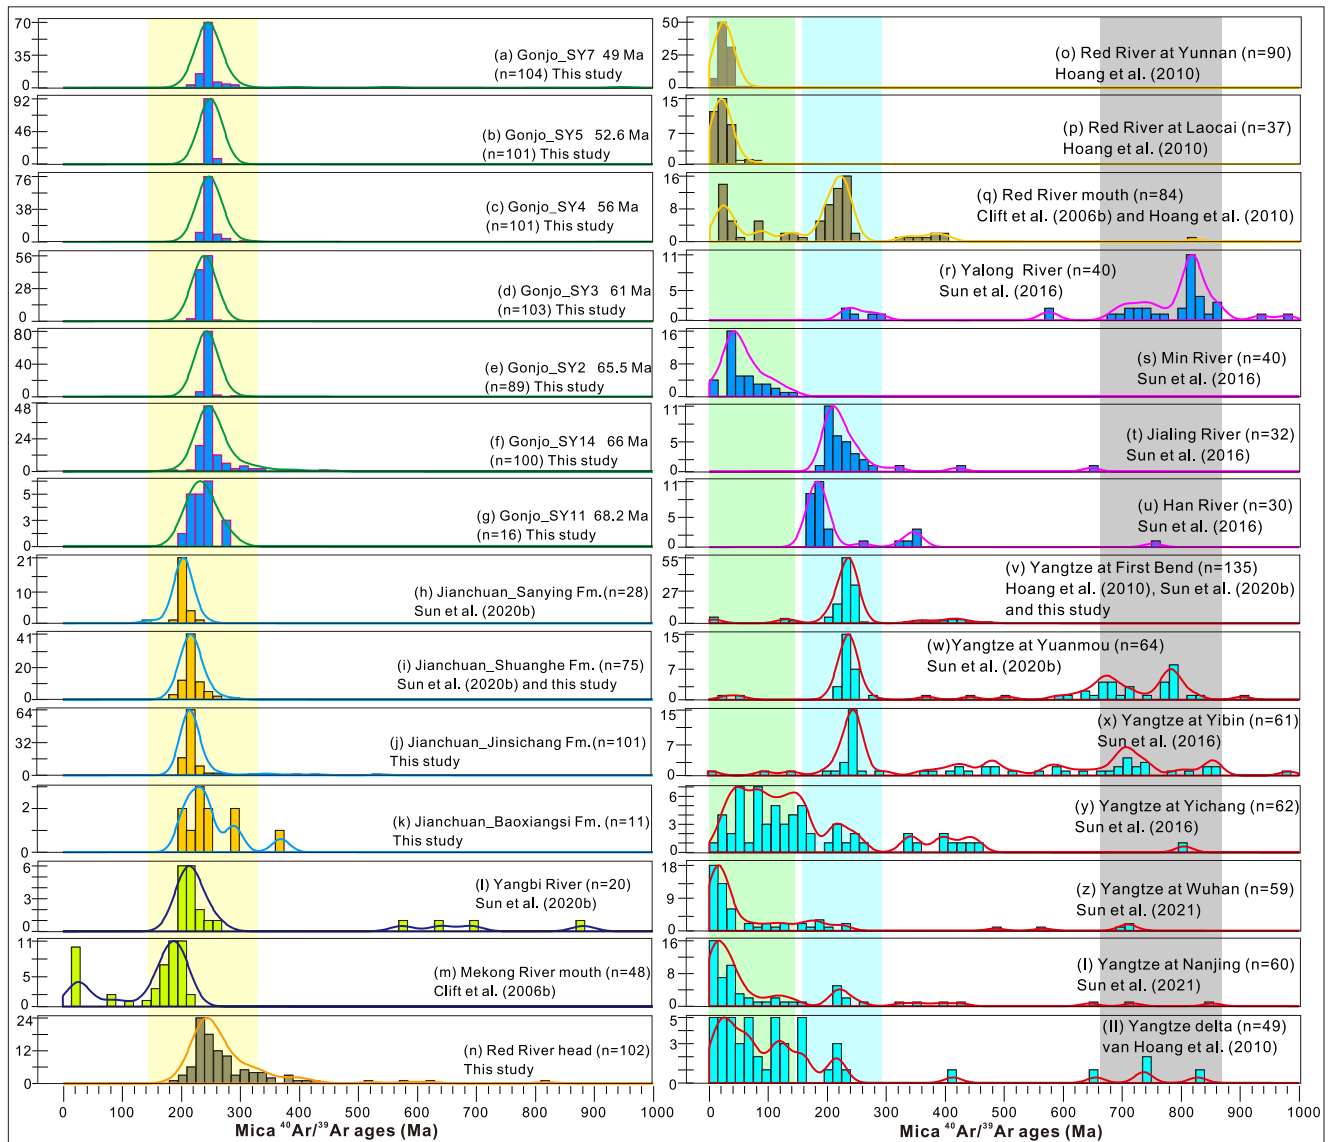 70
35
0
(a) Gonjo_SY7 49 Ma
(n=104) This study
92
46
0
(b) Gonjo_SY5 52.6 Ma
(n=101) This study
76
38
0
(c) Gonjo_SY4 56 Ma
(n=101) This study
56
28
0
(d) Gonjo_SY3 61 Ma
(n=103) This study
80
40
0
(e) Gonjo_SY2 65.5 Ma
(n=89) This study
48
24
0
(f) Gonjo_SY14 66 Ma
(n=100) This study
6
3
0
(g) Gonjo_SY11 68.2 Ma
(n=16) This study
21
10
0
(h) Jianchuan_Sanying Fm.(n=28)
Sun et al. (2020b)
41
20
0
(i) Jianchuan_Shuanghe Fm.(n=75)
Sun et al. (2020b) and this study
64
32
0
(j) Jianchuan_Jinsichang Fm.(n=101)
This study
2
0
(k) Jianchuan_Baoxiangsi Fm.(n=11)
This study
6
3
0
(l) Yangbi River (n=20)
Sun et al. (2020b)
11
5
0
(m) Mekong River mouth (n=48)
Clift et al. (2006b)
24
12
0
(n) Red River head (n=102)
This study
0 100 200 300 400 500 600 700 800 900 1000
Mica ⁴⁰Ar/³⁹Ar ages (Ma)
50
25
0
(o) Red River at Yunnan (n=90)
Hoang et al. (2010)
15
7
0
(p) Red River at Laocai (n=37)
Hoang et al. (2010)
16
8
0
(q) Red River mouth (n=84)
Clift et al. (2006b) and Hoang et al. (2010)
11
5
0
(r) Yalong River (n=40)
Sun et al. (2016)
16
8
0
(s) Min River (n=40)
Sun et al. 2016)
11
5
0
(t) Jialing River (n=32)
Sun et al. 2016)
11
5
0
(u) Han River (n=30)
Sun et al. 2016)
55
27
0
(v) Yangtze at First Bend (n=135)
Hoang et al. (2010), Sun et al. (2020b)
and this study
15
7
0
(w)Yangtze at Yuanmou (n=64)
Sun et al. (2020b)
15
7
0
(x) Yangtze at Yibin (n=61)
Sun et al. (2016)
6
3
0
(y) Yangtze at Yichang (n=62)
Sun et al. (2016)
18
9
0
(z) Yangtze at Wuhan (n=59)
Sun et al. (2021)
16
8
0
(l) Yangtze at Nanjing (n=60)
Sun et al. (2021)
5
3
0
(ll) Yangtze delta (n=49)
van Hoang et al. (2010)
0 100 200 300 400 500 600 700 800 900 1000
Mica ⁴⁰Ar/³⁹Ar ages (Ma)